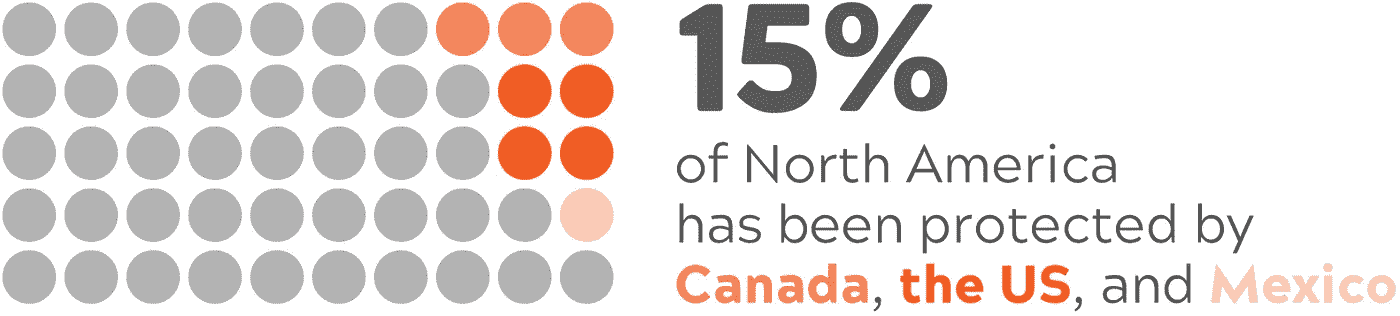 15%
of North America
has been protected by
Canada, the US, and Mexico